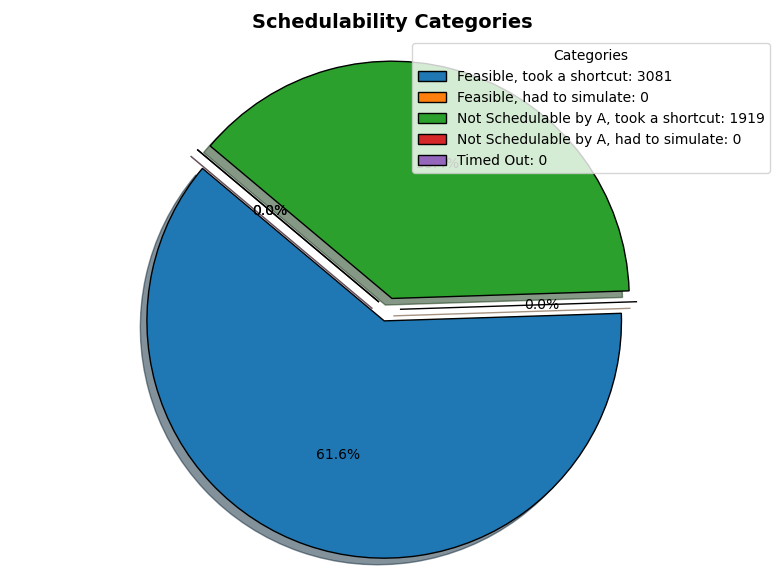 Schedulability Categories
Categories
Feasible, took a shortcut: 3081
Feasible, had to simulate: 0
Not Schedulable by A, took a shortcut: 1919
Not Schedulable by A, had to simulate: 0
Timed Out: 0
0.0%
0.0%
61.6%